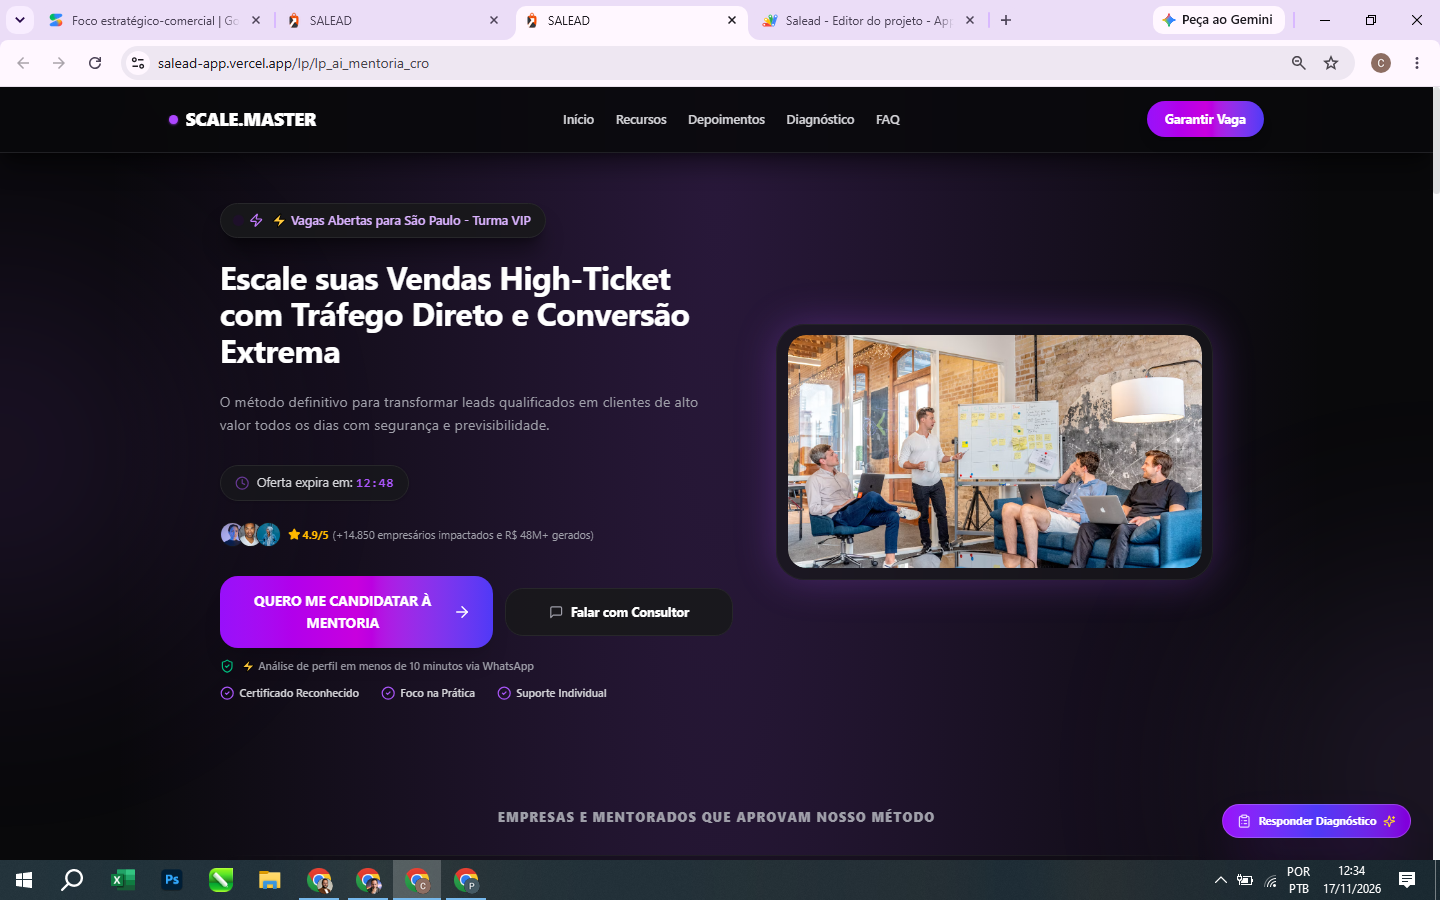 Foco estratégico-comercial | Go
SALEAD
SALEAD
Salead - Editor do projeto - App
Peça ao Gemini
salead-app.vercel.app/lp/lp_ai_mentoria_cro
C
SCALE.MASTER
Início
Recursos
Depoimentos
Diagnóstico
FAQ
Garantir Vaga
Vagas Abertas para São Paulo - Turma VIP
Escale suas Vendas High-Ticket
com Tráfego Direto e Conversão
Extrema
O método definitivo para transformar leads qualificados em clientes de alto
valor todos os dias com segurança e previsibilidade.
Oferta expira em: 12:48
4.9/5 (+14.850 empresários impactados e R$ 48M+ gerados)
QUERO ME CANDIDATAR À
MENTORIA
Falar com Consultor
Análise de perfil em menos de 10 minutos via WhatsApp
Certificado Reconhecido
Foco na Prática
Suporte Individual
EMPRESAS E MENTORADOS QUE APROVAM NOSSO MÉTODO
Responder Diagnóstico
Ps
C
P
POR
PTB
12:34
17/11/2026